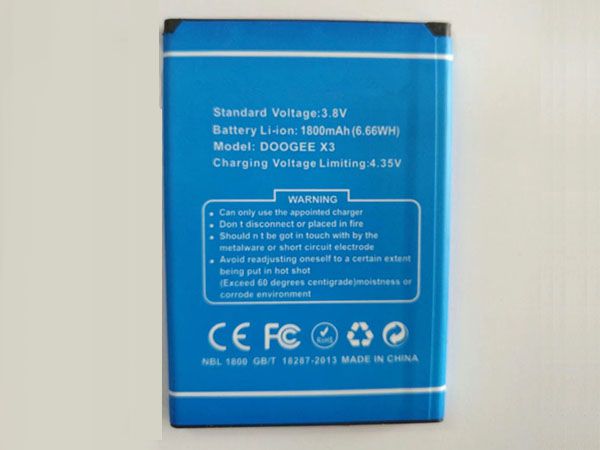 Standard Voltage:3.8V
Battery Li-ion: 1800mAh(6.66WH)
Model: DOOGEE X3
Charging Voltage Limiting:4.35V
WARNING
Can only use the appointed charger
Don t disconnect or placed in fire
Should n t be got in touch with by the
metalware or short circuit electrode
Avoid readjusting oneself to a certain extent
being put in hot shot
(Exceed 60 degrees centigrade)moistness or
corrode environment
CE FC RoHS
NBL 1800 GB/T 18287-2013 MADE IN CHINA